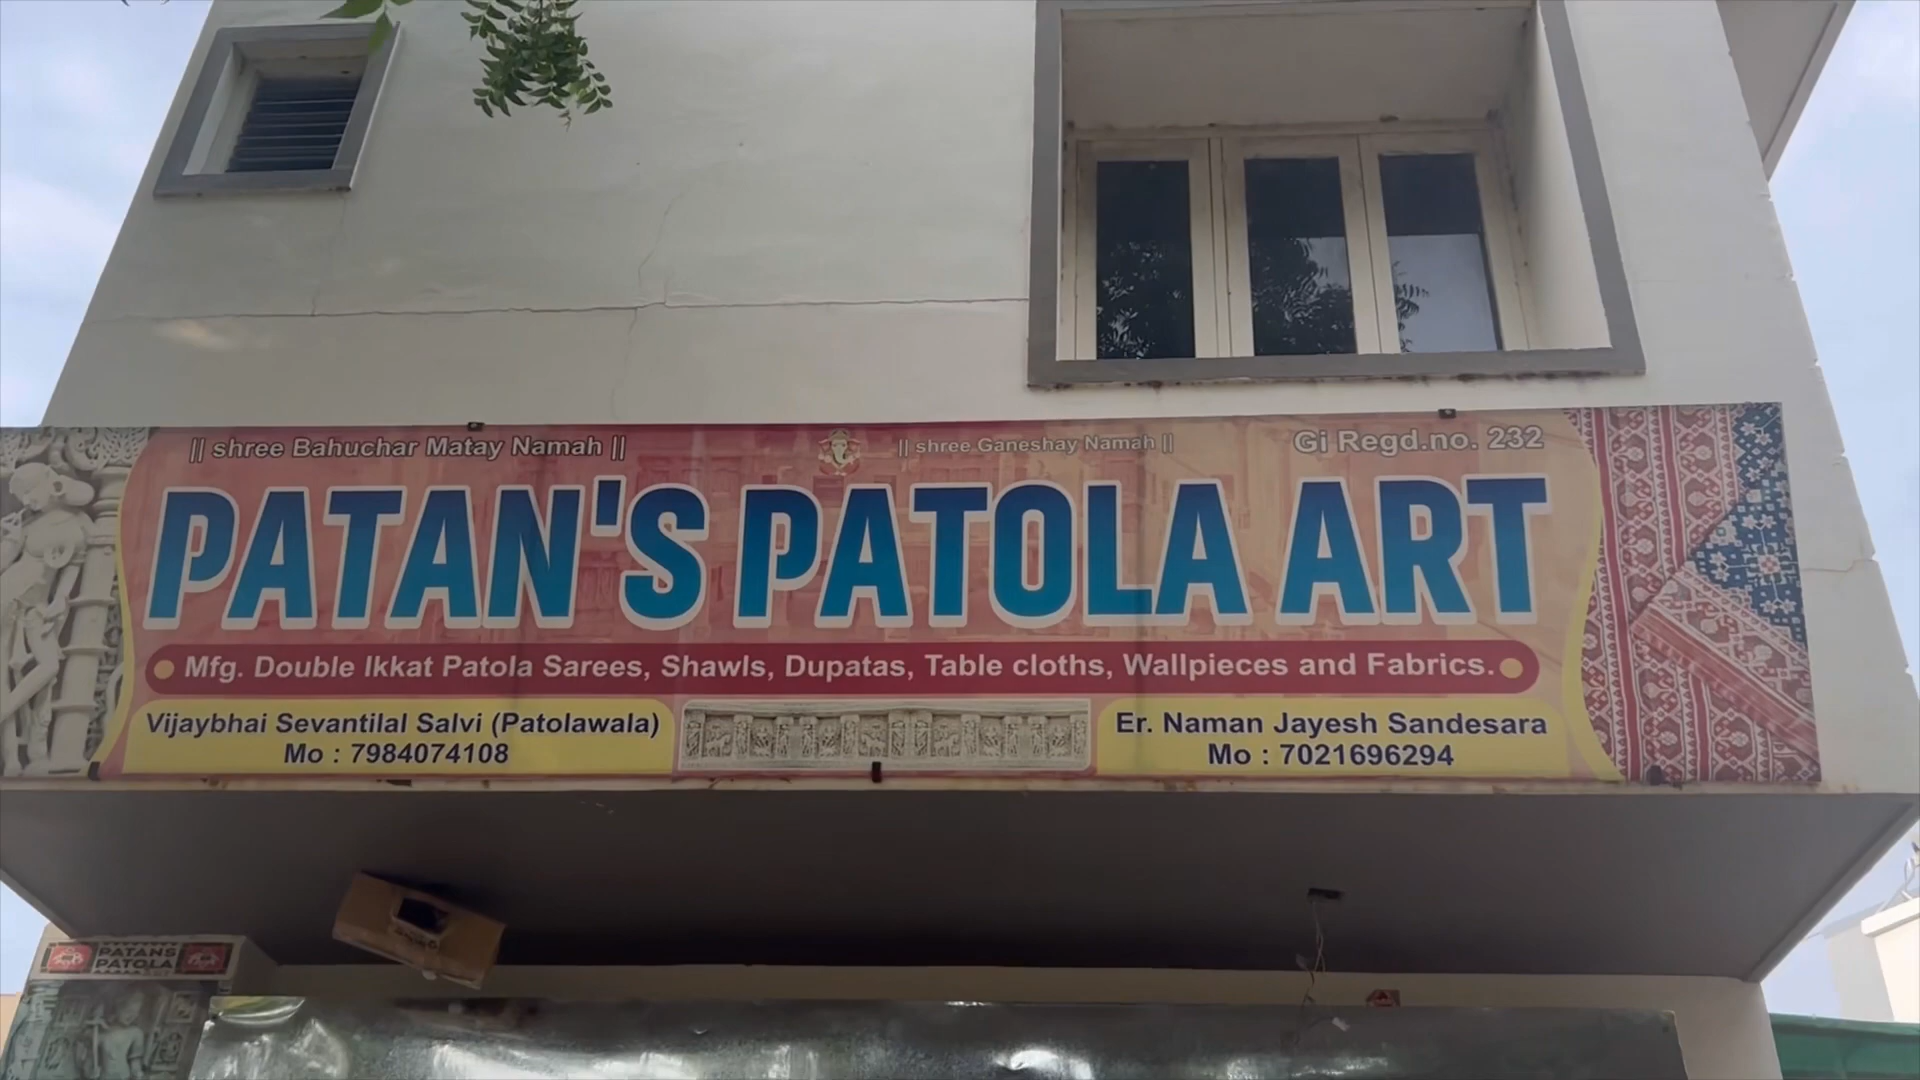 || shree Bahuchar Matay Namah || || shree Ganeshay Namah || Gi Regd.no. 232
PATAN'S PATOLA ART
Mfg. Double Ikkat Patola Sarees, Shawls, Dupatas, Table cloths, Wallpieces and Fabrics.
Vijaybhai Sevantilal Salvi (Patolawala)
Mo : 7984074108
Er. Naman Jayesh Sandesara
Mo : 7021696294
PATANS
PATOLA